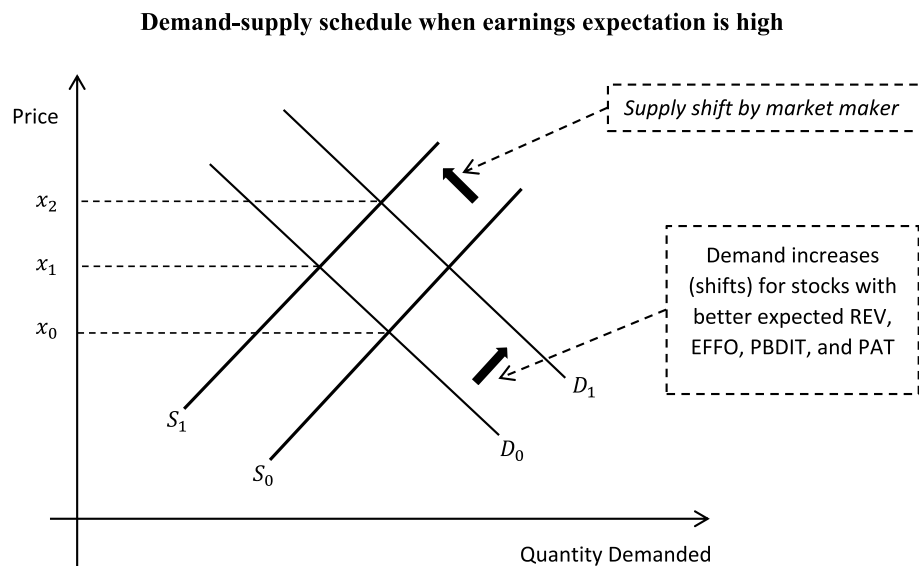 Demand-supply schedule when earnings expectation is high
Price
Supply shift by market maker
x₂
x₁
x₀
Demand increases
(shifts) for stocks with
better expected REV,
EFFO, PBDIT, and PAT
S₁
S₀
D₁
D₀
Quantity Demanded